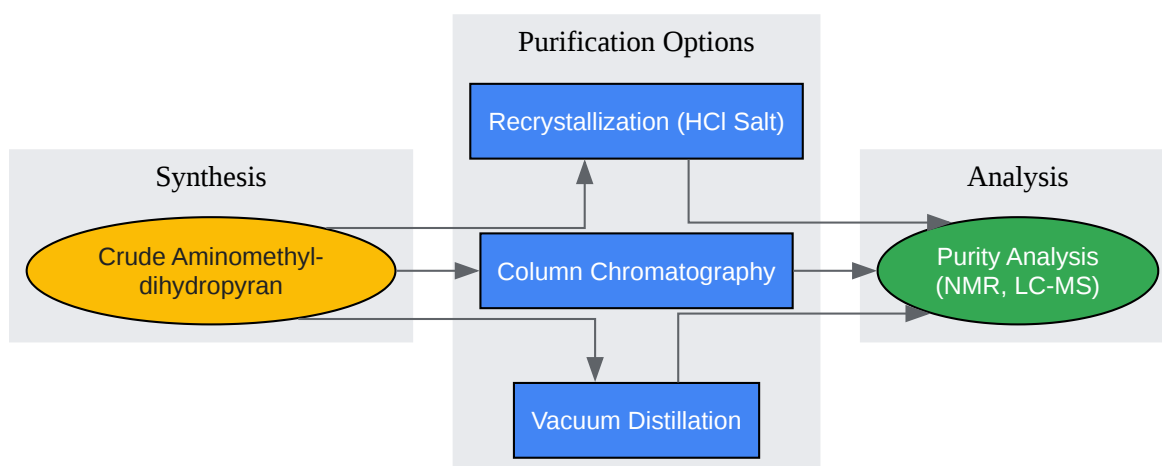 Purification Options
Recrystallization (HCl Salt)
Synthesis
Analysis
Crude Aminomethyl-
dihydropyran
Column Chromatography
Purity Analysis
(NMR, LC-MS)
Vacuum Distillation